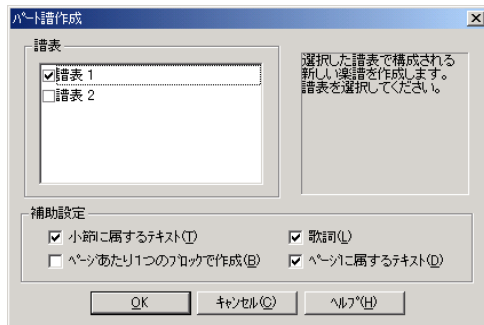 ﾊﾟｰﾄ譜作成
譜表
譜表 1
譜表 2
選択した譜表で構成される
新しい楽譜を作成します。
譜表を選択してください。
補助設定
小節に属するﾃｷｽﾄ(T)
歌詞(L)
ﾍﾟｰｼﾞあたり1つのﾌﾞﾛｯｸで作成(B)
ﾍﾟｰｼﾞに属するﾃｷｽﾄ(D)
OK
ｷｬﾝｾﾙ(C)
ﾍﾙﾌﾟ(H)